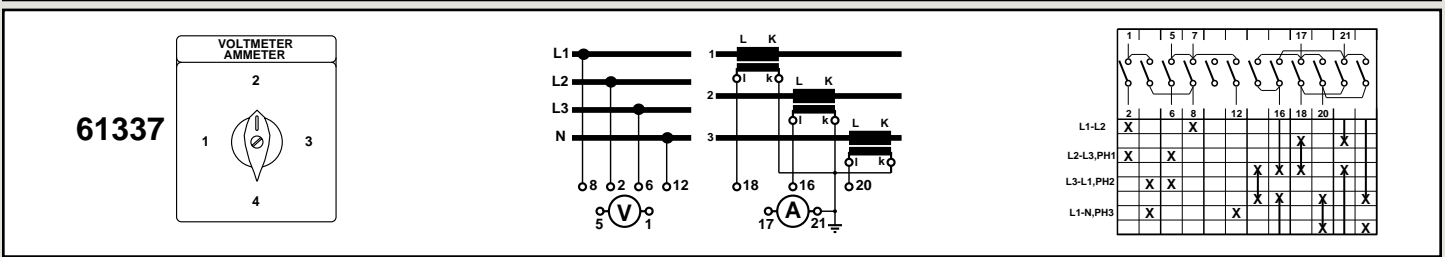 61337
VOLTMETER
AMMETER
2
1 3
4
L1
L2
L3
N
8 2 6 12
5 V 1
L K
1
l k
L K
2
l k
L K
3
l k
18 16 20
17 A 21
1 5 7 17 21
2 6 8 12 16 18 20
L1-L2 X X
X X
L2-L3,PH1 X X
X X X X
L3-L1,PH2 X X
X X X X
L1-N,PH3 X X
X X